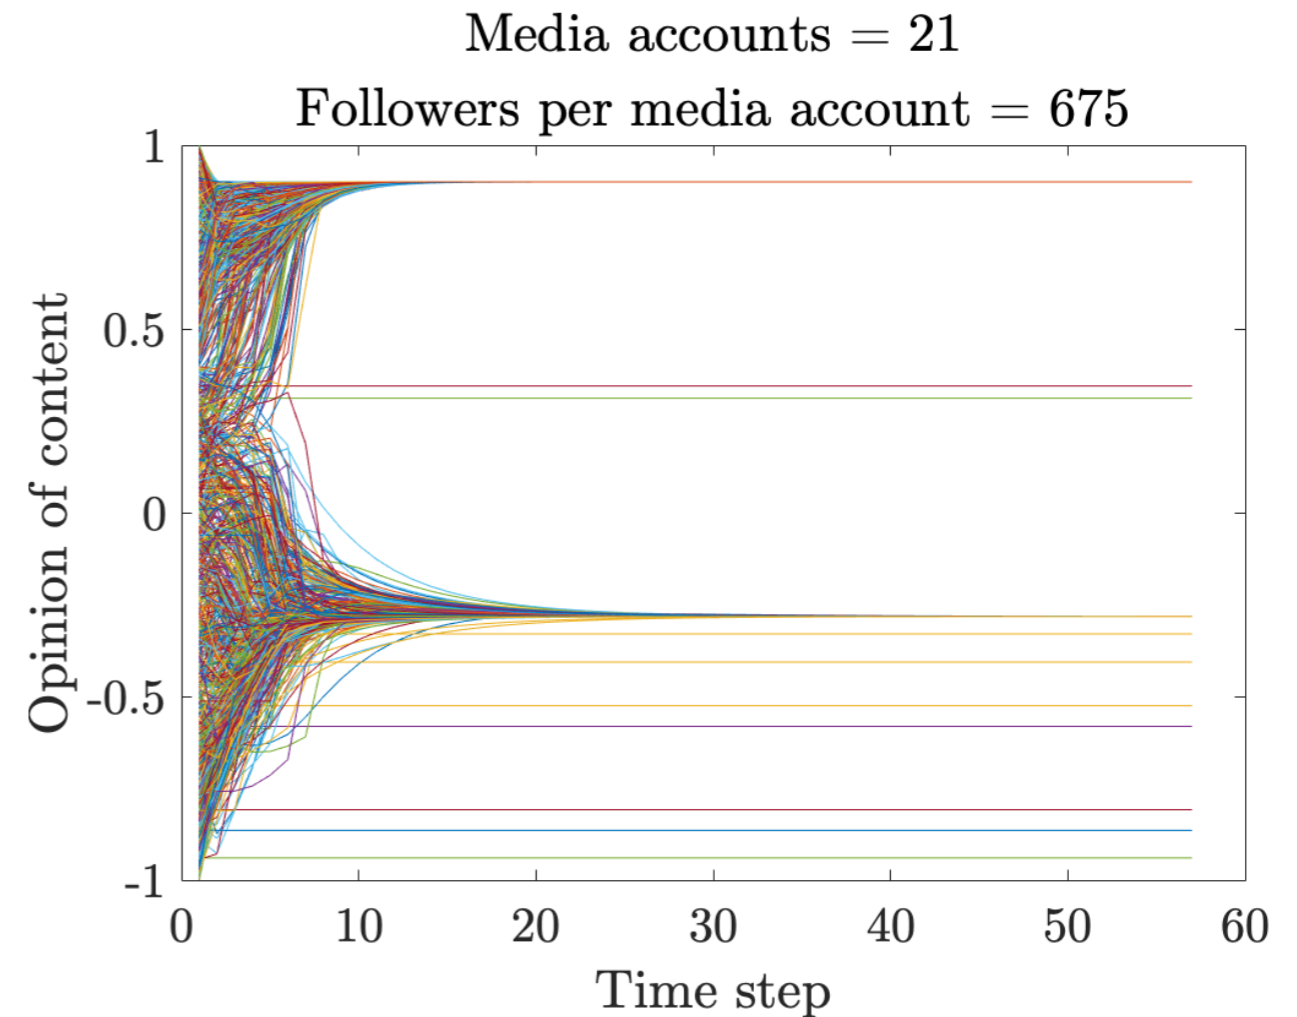 Media accounts = 21
Followers per media account = 675
1
0.5
0
-0.5
-1
Opinion of content
0 10 20 30 40 50 60
Time step